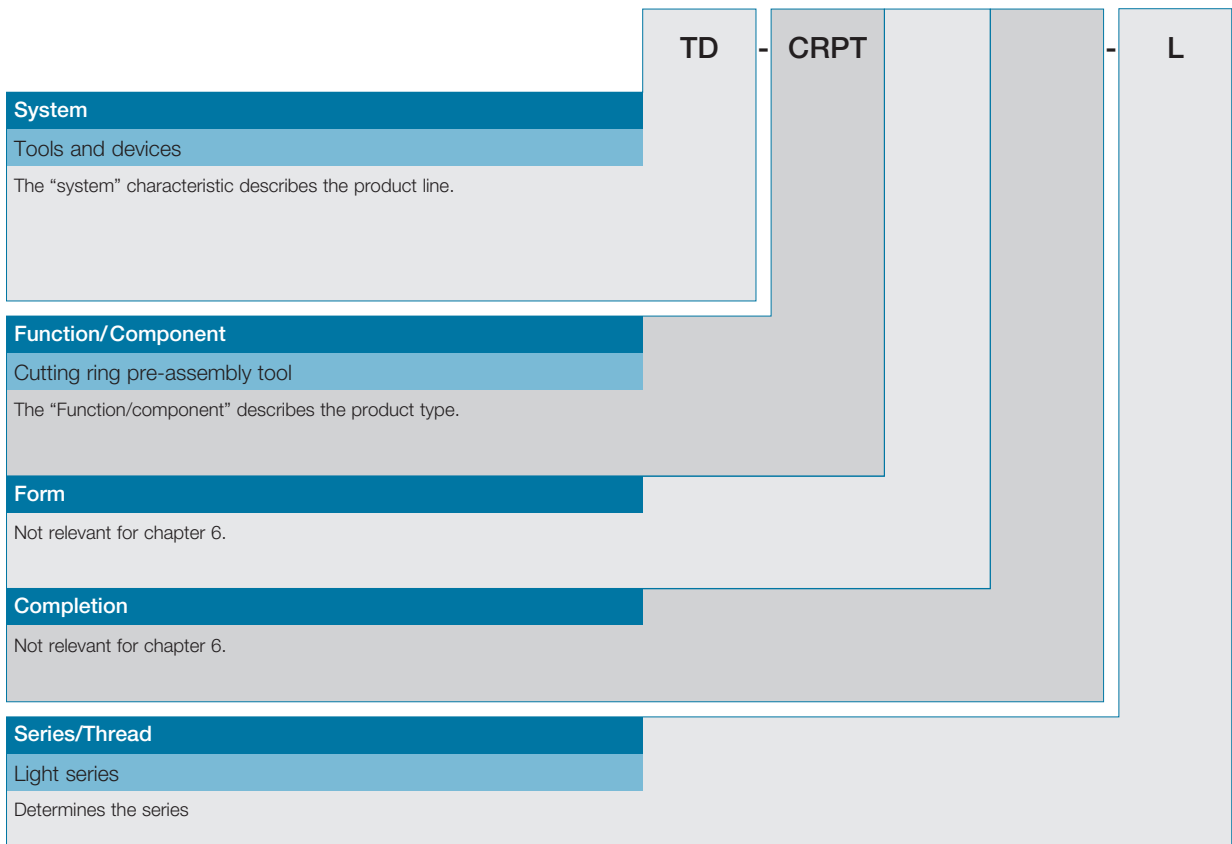 TD - CRPT - L
System
Tools and devices
The “system” characteristic describes the product line.
Function/Component
Cutting ring pre-assembly tool
The “Function/component” describes the product type.
Form
Not relevant for chapter 6.
Completion
Not relevant for chapter 6.
Series/Thread
Light series
Determines the series